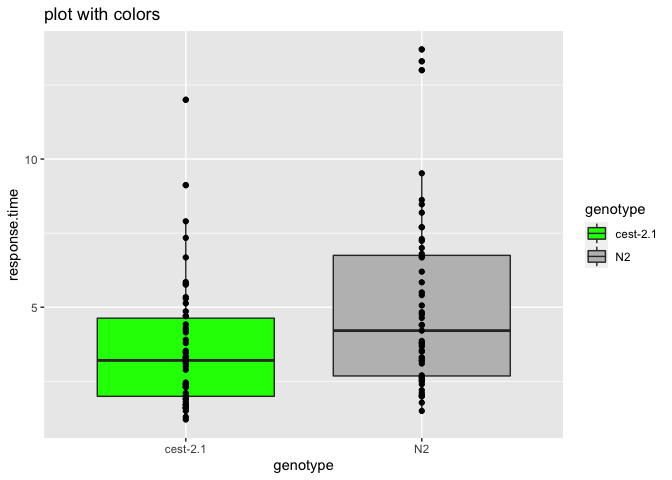 plot with colors
response.time
10
5
cest-2.1
N2
genotype
genotype
cest-2.1
N2